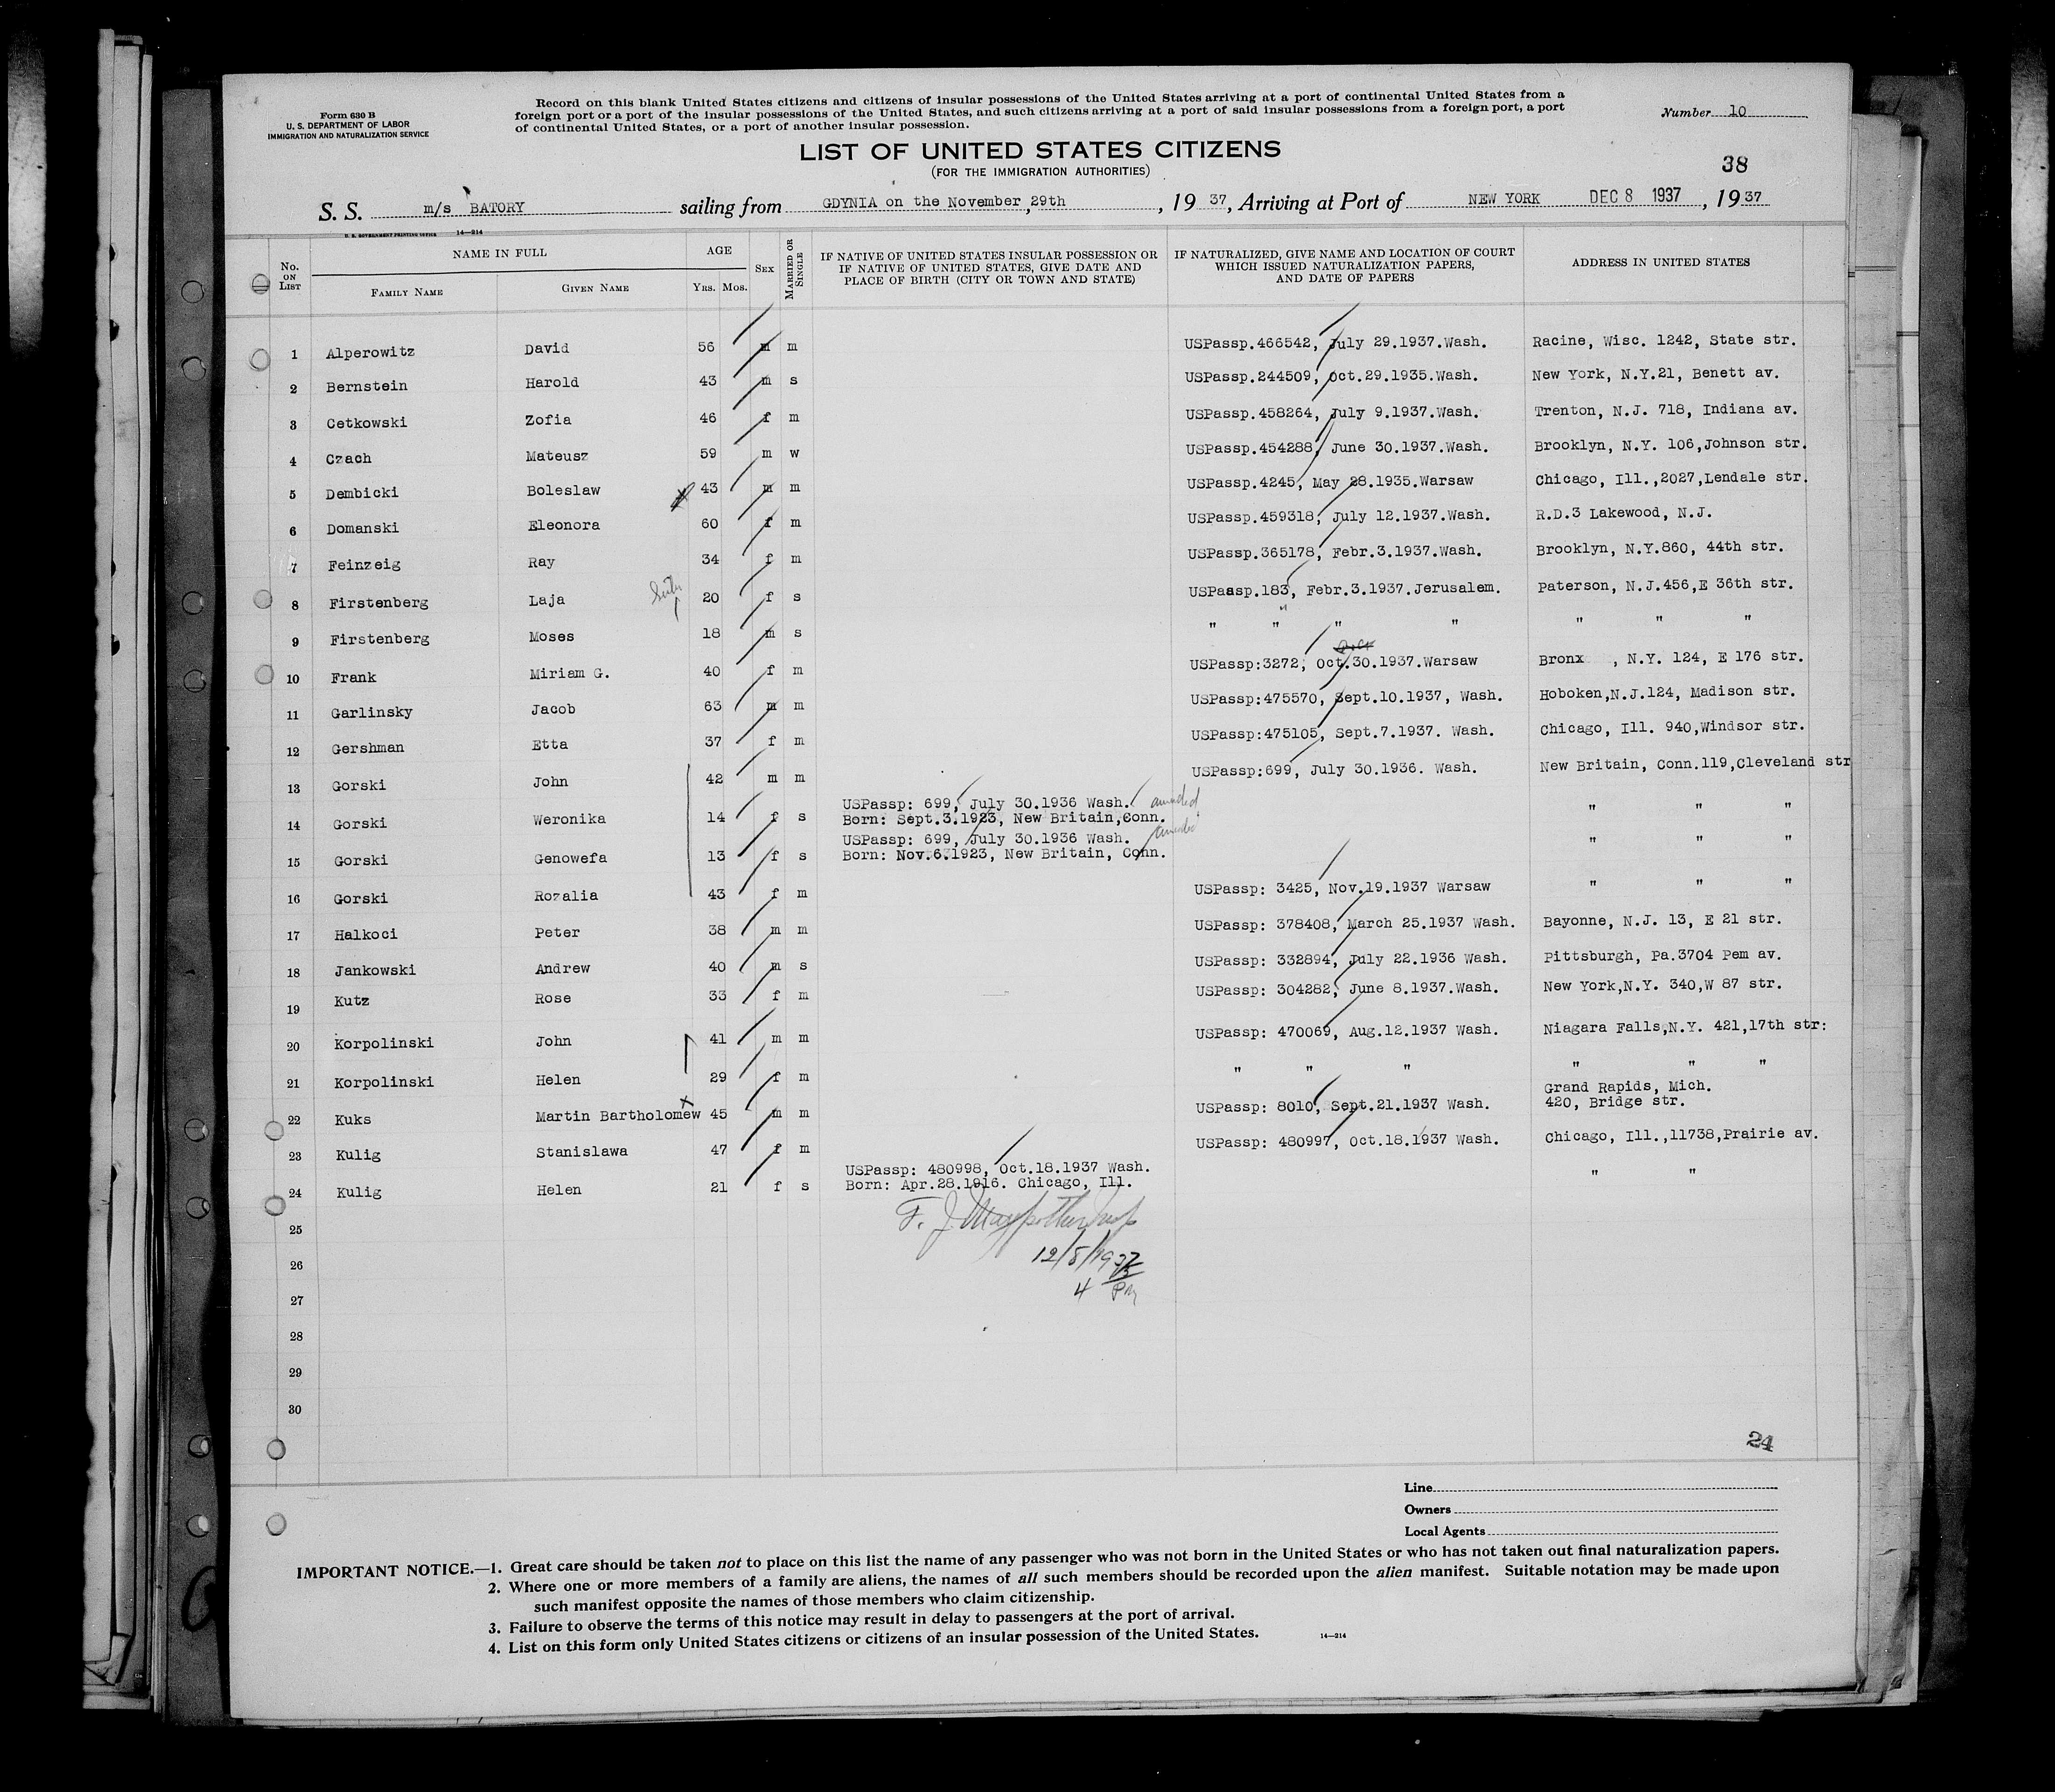 Form 630 B
U. S. DEPARTMENT OF LABOR
IMMIGRATION AND NATURALIZATION SERVICE
Record on this blank United States citizens and citizens of insular possessions of the United States arriving at a port of continental United States from a
foreign port or a port of the insular possessions of the United States, and such citizens arriving at a port of said insular possessions from a foreign port, a port
of continental United States, or a port of another insular possession.
Number 10
LIST OF UNITED STATES CITIZENS
(FOR THE IMMIGRATION AUTHORITIES)
38
S. S. m/s BATORY sailing from GDYNIA on the November,29th, 19 37, Arriving at Port of NEW YORK DEC 8 1937, 19 37
U. S. GOVERNMENT PRINTING OFFICE 14—214
No. ON LIST NAME IN FULL FAMILY NAME GIVEN NAME AGE YRS. MOS. SEX MARRIED OR SINGLE IF NATIVE OF UNITED STATES INSULAR POSSESSION OR IF NATIVE OF UNITED STATES, GIVE DATE AND PLACE OF BIRTH (CITY OR TOWN AND STATE) IF NATURALIZED, GIVE NAME AND LOCATION OF COURT WHICH ISSUED NATURALIZATION PAPERS, AND DATE OF PAPERS ADDRESS IN UNITED STATES
1 Alperowitz David 56 m m USPassp.466542, July 29.1937.Wash. Racine, Wisc. 1242, State str.
2 Bernstein Harold 43 m s USPassp.244509, Oct.29.1935.Wash. New York, N.Y.21, Benett av.
3 Cetkowski Zofia 46 f m USPassp.458264, July 9.1937.Wash. Trenton, N.J. 718, Indiana av.
4 Czach Mateusz 59 m w USPassp.454288, June 30.1937.Wash. Brooklyn, N.Y. 106,Johnson str.
5 Dembicki Boleslaw 43 m m USPassp.4245, May 28.1935.Warsaw Chicago, Ill.,2027,Lendale str.
6 Domanski Eleonora 60 f m USPassp.459318, July 12.1937.Wash. R.D.3 Lakewood, N.J.
7 Feinzeig Ray 34 f m USPassp.365178, Febr.3.1937.Wash. Brooklyn, N.Y.860, 44th str.
8 Firstenberg Laja 20 f s USPaasp.183, Febr.3.1937.Jerusalem. Paterson, N.J.456,E 36th str.
9 Firstenberg Moses 18 m s " " " " " " "
10 Frank Miriam G. 40 f m USPassp:3272, Oct.30.1937.Warsaw Bronx , N.Y. 124, E 176 str.
11 Garlinsky Jacob 63 m m USPassp:475570, Sept.10.1937, Wash. Hoboken,N.J.124, Madison str.
12 Gershman Etta 37 f m USPassp:475105, Sept.7.1937. Wash. Chicago, Ill. 940,Windsor str.
13 Gorski John 42 m m USPassp:699, July 30.1936. Wash. New Britain, Conn.119,Cleveland str
USPassp: 699, July 30.1936 Wash. amended
14 Gorski Weronika 14 f s Born: Sept.3.1923, New Britain,Conn. " " "
USPassp: 699, July 30.1936 Wash. amended
15 Gorski Genowefa 13 f s Born: Nov.6.1923, New Britain, Conn. " " "
16 Gorski Rozalia 43 f m USPassp: 3425, Nov.19.1937 Warsaw " " "
17 Halkoci Peter 38 m m USPassp: 378408, March 25.1937 Wash. Bayonne, N.J. 13, E 21 str.
18 Jankowski Andrew 40 m s USPassp: 332894, July 22.1936 Wash. Pittsburgh, Pa.3704 Pem av.
19 Kutz Rose 33 f m USPassp: 304282, June 8.1937.Wash. New York,N.Y. 340,W 87 str.
20 Korpolinski John 41 m m USPassp: 470069, Aug.12.1937 Wash. Niagara Falls,N.Y. 421,17th str:
21 Korpolinski Helen 29 f m " " " " " "
Grand Rapids, Mich.
22 Kuks Martin Bartholomew 45 m m USPassp: 8010, Sept.21.1937 Wash. 420, Bridge str.
23 Kulig Stanislawa 47 f m USPassp: 480997, Oct.18.1937 Wash. Chicago, Ill.,11738,Prairie av.
USPassp: 480998, Oct.18.1937 Wash.
24 Kulig Helen 21 f s Born: Apr.28.1916. Chicago, Ill. " "
25
12/8/1937
26
4 PM
27
28
29
30
24
Line
Owners
Local Agents
IMPORTANT NOTICE.—1. Great care should be taken not to place on this list the name of any passenger who was not born in the United States or who has not taken out final naturalization papers.
2. Where one or more members of a family are aliens, the names of all such members should be recorded upon the alien manifest. Suitable notation may be made upon
such manifest opposite the names of those members who claim citizenship.
3. Failure to observe the terms of this notice may result in delay to passengers at the port of arrival.
4. List on this form only United States citizens or citizens of an insular possession of the United States. 14—214